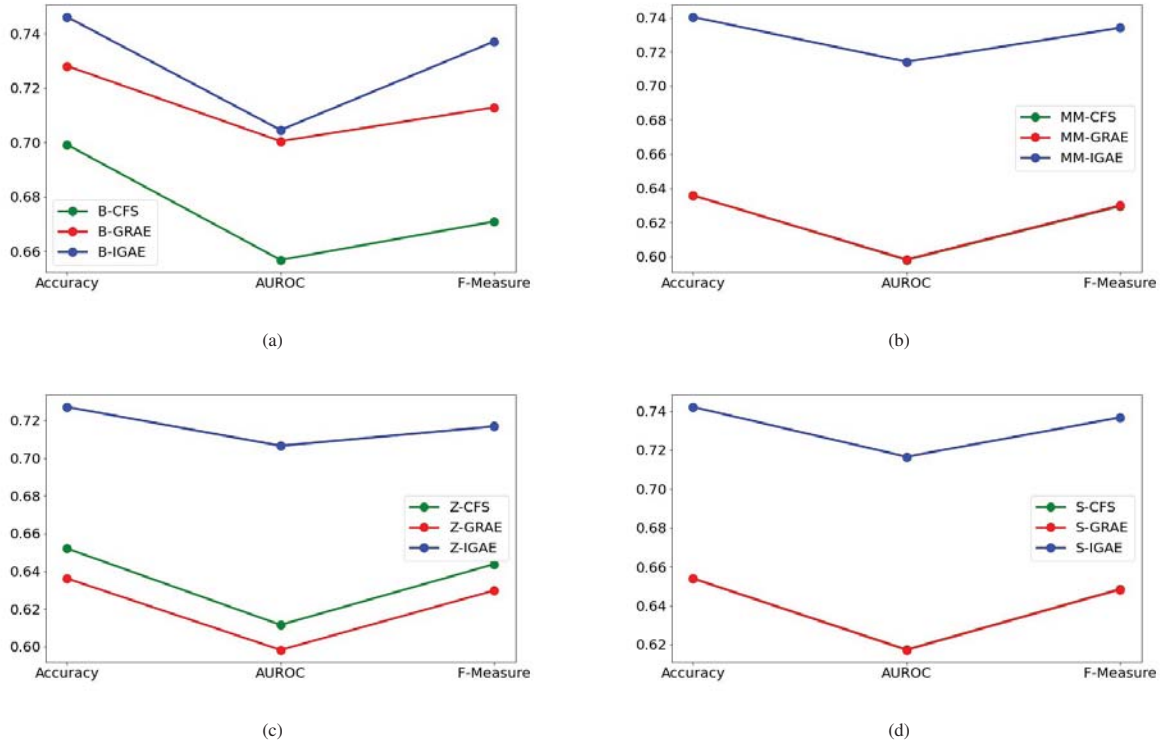 0.74
0.72
0.70
0.68
0.66
B-CFS
B-GRAE
B-IGAE
Accuracy
AUROC
F-Measure
(a)
0.74
0.72
0.70
0.68
0.66
0.64
0.62
0.60
MM-CFS
MM-GRAE
MM-IGAE
Accuracy
AUROC
F-Measure
(b)
0.72
0.70
0.68
0.66
0.64
0.62
0.60
Z-CFS
Z-GRAE
Z-IGAE
Accuracy
AUROC
F-Measure
(c)
0.74
0.72
0.70
0.68
0.66
0.64
0.62
S-CFS
S-GRAE
S-IGAE
Accuracy
AUROC
F-Measure
(d)